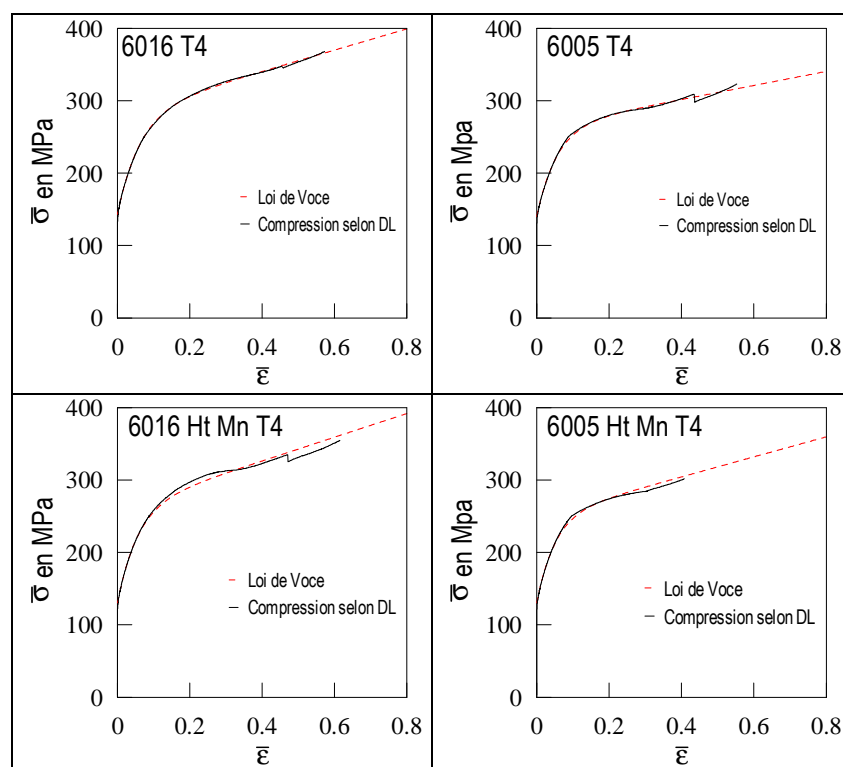 6016 T4
400
300
200
100
0
σ̅ en MPa
Loi de Voce
Compression selon DL
0 0.2 0.4 0.6 0.8
ε̅
6005 T4
400
300
200
100
0
σ̅ en Mpa
Loi de Voce
Compression selon DL
0 0.2 0.4 0.6 0.8
ε̅
6016 Ht Mn T4
400
300
200
100
0
σ̅ en MPa
Loi de Voce
Compression selon DL
0 0.2 0.4 0.6 0.8
ε̅
6005 Ht Mn T4
400
300
200
100
0
σ̅ en Mpa
Loi de Voce
Compression selon DL
0 0.2 0.4 0.6 0.8
ε̅